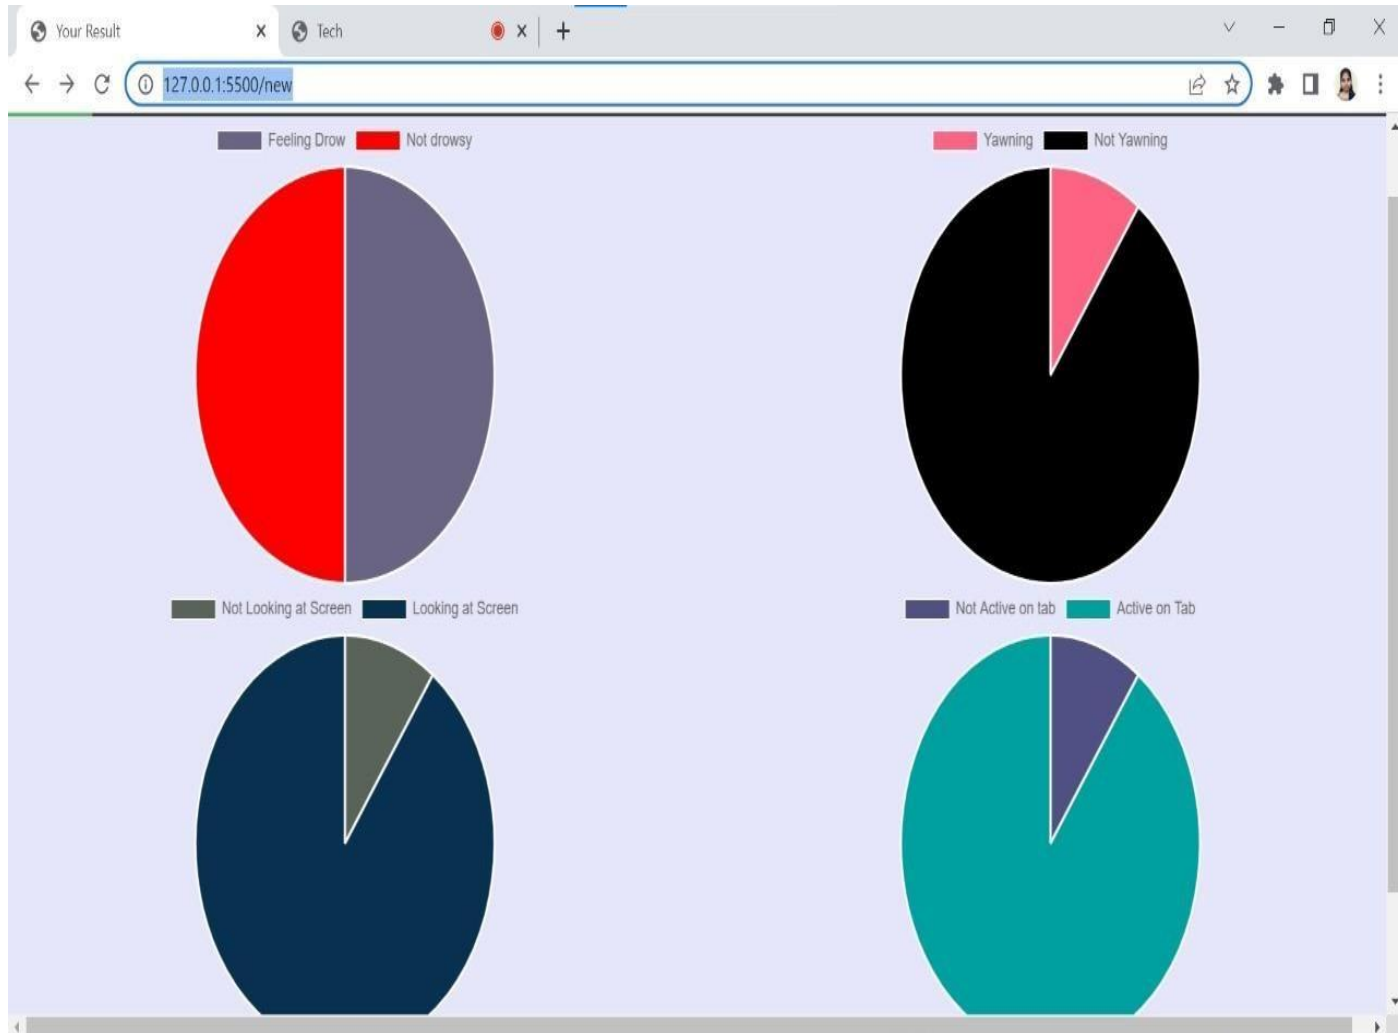 Your Result
Tech
127.0.0.1:5500/new
Feeling Drow Not drowsy
Yawning Not Yawning
Not Looking at Screen Looking at Screen
Not Active on tab Active on Tab